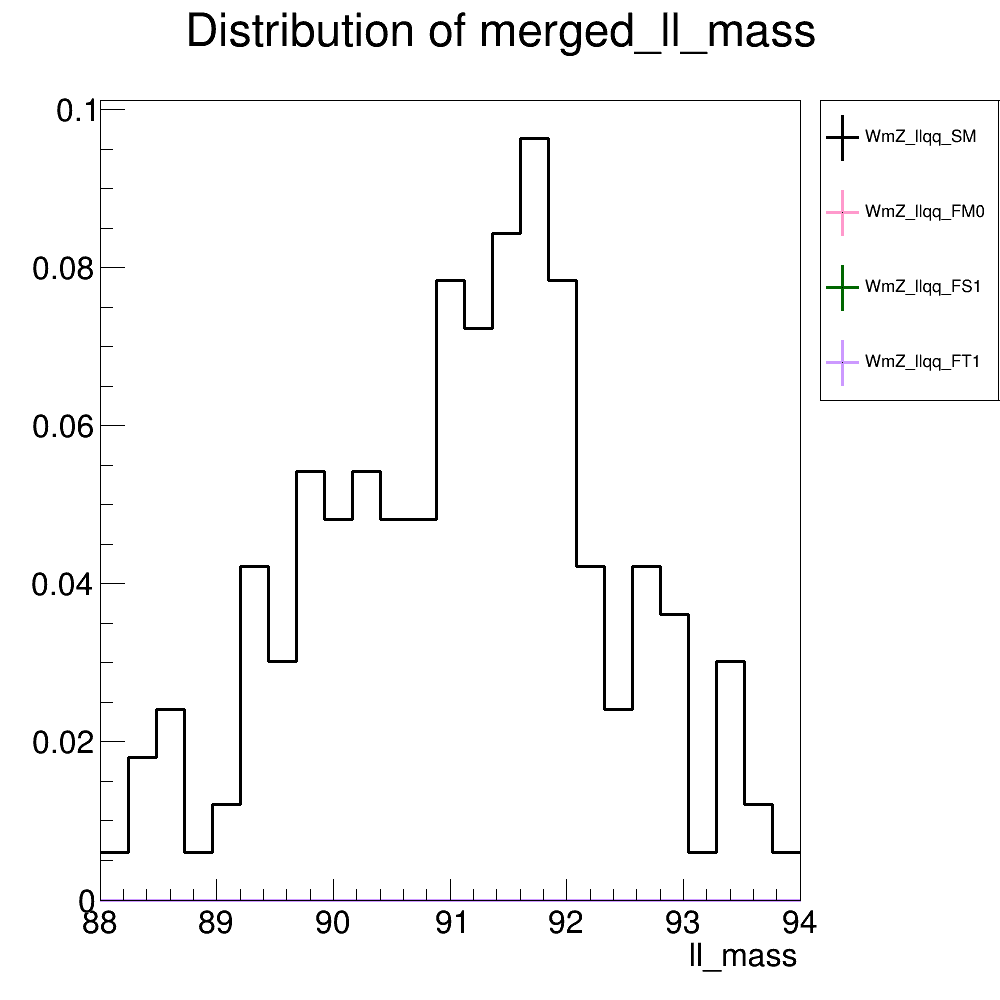 Distribution of merged_ll_mass
0.1
0.08
0.06
0.04
0.02
0
88 89 90 91 92 93 94
ll_mass
WmZ_llqq_SM
WmZ_llqq_FM0
WmZ_llqq_FS1
WmZ_llqq_FT1